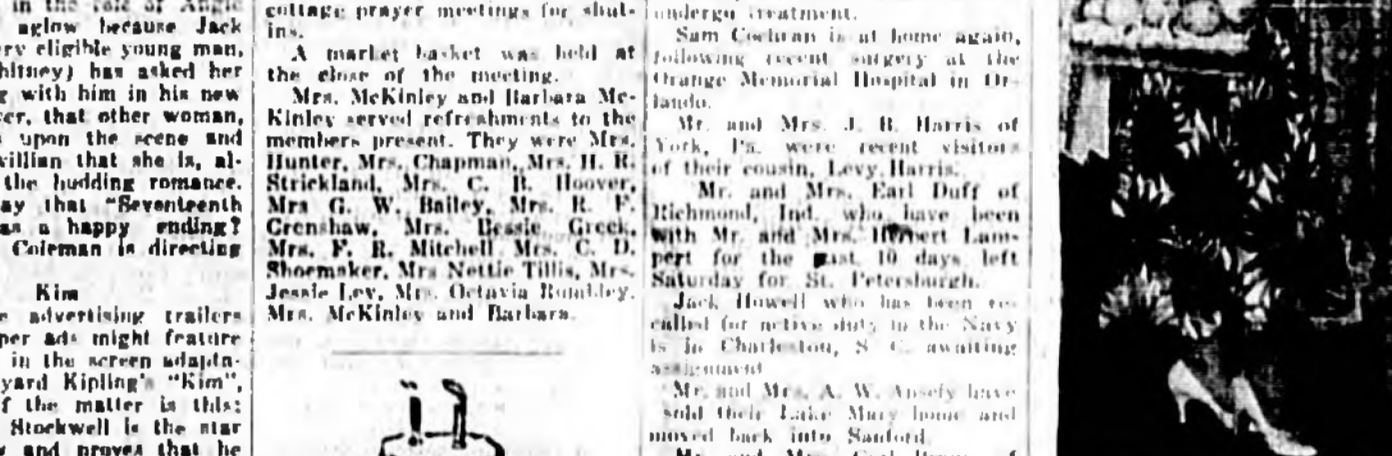 in the role of Angie
aglow because Jack
ery eligible young man,
hitney) has asked her
with him in his new
er, that other woman,
upon the scene and
villian that she is, al-
the budding romance.
ay that "Seventeenth
as a happy ending?
Coleman is directing
Kim
advertising trailers
per ads might feature
in the screen adapta-
yard Kipling's "Kim",
f the matter is this:
Stockwell is the star
and proves that he
cottage prayer meetings for shut-
ins.
A market basket was held at
the close of the meeting.
Mrs. McKinley and Barbara Mc-
Kinley served refreshments to the
members present. They were Mrs.
Hunter, Mrs. Chapman, Mrs. H. R.
Strickland, Mrs. C. B. Hoover,
Mrs G. W. Bailey, Mrs. R. F.
Crenshaw, Mrs. Bessie Greek,
Mrs. F. R. Mitchell Mrs. C. D.
Shoemaker, Mrs Nettie Tillis, Mrs.
Jessie Ley, Mrs. Octavia Rumbley,
Mrs. McKinley and Barbara.
undergo treatment.
Sam Cochran is at home again,
following recent surgery at the
Orange Memorial Hospital in Or-
lando.
Mr. and Mrs. J. B. Harris of
York, Pa. were recent visitors
of their cousin, Levy Harris.
Mr. and Mrs. Earl Duff of
Richmond, Ind. who have been
with Mr. and Mrs. Herbert Lam-
pert for the past 10 days left
Saturday for St. Petersburgh.
Jack Howell who has been re-
called for active duty in the Navy
is in Charleston, S. C. awaiting
assignment
Mr. and Mrs. A. W. Ansely have
sold their Lake Mary home and
moved back into Sanford.
Mr. and Mrs. of